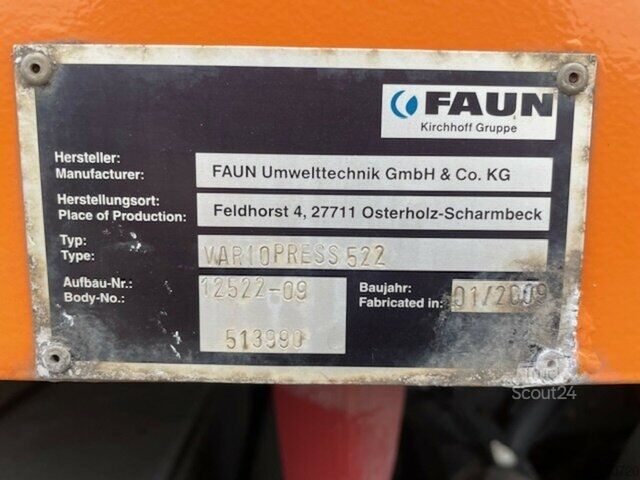 FAUN
Kirchhoff Gruppe
Hersteller:
Manufacturer:
FAUN Umwelttechnik GmbH & Co. KG
Herstellungsort:
Place of Production:
Feldhorst 4, 27711 Osterholz-Scharmbeck
Typ:
Type:
VARIOPRESS 522
Aufbau-Nr.:
Body-No.:
12522-09
513990
Baujahr:
Fabricated in:
01/2009
Scout24